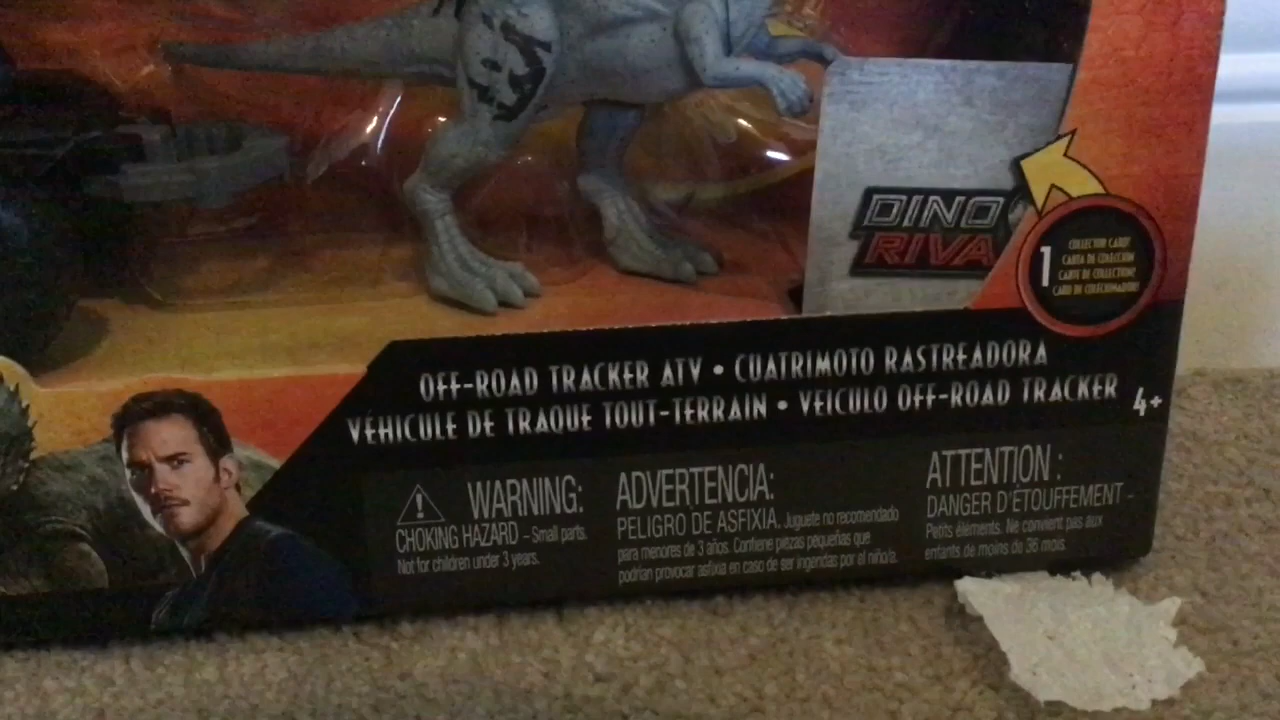 DINO
RIVA
1
COLLECTOR CARD!
CARTA DE COLECCIÓN
CARTE DE COLLECTION!
CARD DE COLECIONADOR!
OFF-ROAD TRACKER ATV • CUATRIMOTO RASTREADORA
VÉHICULE DE TRAQUE TOUT-TERRAIN • VEICULO OFF-ROAD TRACKER
4+
WARNING:
CHOKING HAZARD – Small parts.
Not for children under 3 years.
ADVERTENCIA:
PELIGRO DE ASFIXIA. Juguete no recomendado
para menores de 3 años. Contiene piezas pequeñas que
podrían provocar asfixia en caso de ser ingeridas por el niño/a.
ATTENTION :
DANGER D'ÉTOUFFEMENT –
Petits éléments. Ne convient pas aux
enfants de moins de 36 mois.